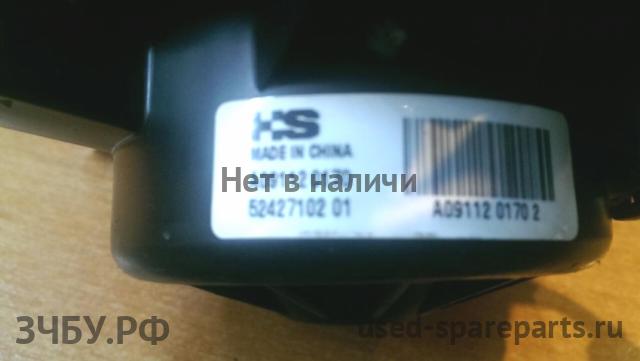 HS
MADE IN CHINA
Нет в наличи
52427102 01
A09112 0170 2
ЗЧБУ.РФ
used-spareparts.ru